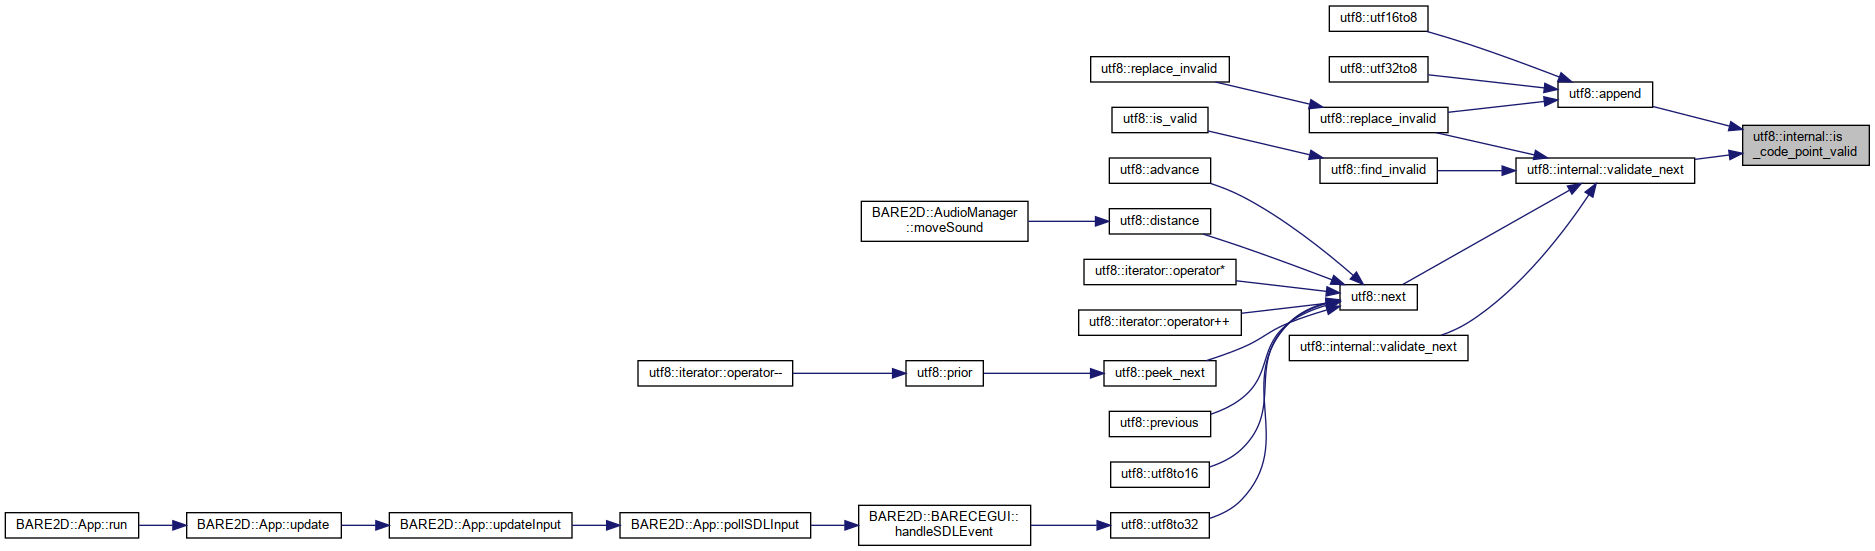 utf8::utf16to8
utf8::replace_invalid
utf8::utf32to8
utf8::append
utf8::is_valid
utf8::replace_invalid
utf8::internal::is
_code_point_valid
utf8::advance
utf8::find_invalid
utf8::internal::validate_next
BARE2D::AudioManager
::moveSound
utf8::distance
utf8::iterator::operator*
utf8::next
utf8::iterator::operator++
utf8::internal::validate_next
utf8::iterator::operator--
utf8::prior
utf8::peek_next
utf8::previous
utf8::utf8to16
BARE2D::App::run
BARE2D::App::update
BARE2D::App::updateInput
BARE2D::App::pollSDLInput
BARE2D::BARECEGUI::
handleSDLEvent
utf8::utf8to32